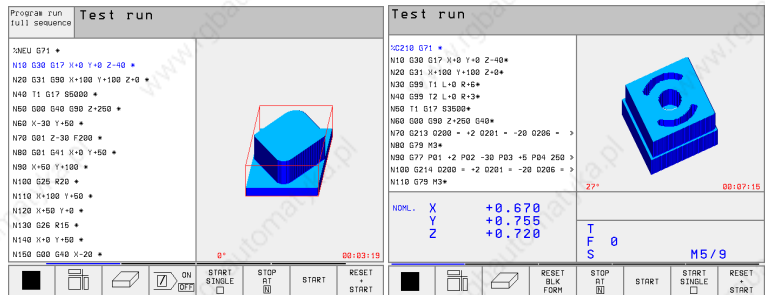 Program run
full sequence
Test run
%NEU G71 *
N10 G30 G17 X+0 Y+0 Z-40 *
N20 G31 G90 X+100 Y+100 Z+0 *
N40 T1 G17 S5000 *
N50 G00 G40 G90 Z+250 *
N60 X-30 Y+50 *
N70 G01 Z-30 F200 *
N80 G01 G41 X+0 Y+50 *
N90 X+50 Y+100 *
N100 G25 R20 *
N110 X+100 Y+50 *
N120 X+50 Y+0 *
N130 G26 R15 *
N140 X+0 Y+50 *
N150 G00 G40 X-20 *
0°
00:03:19
ON
OFF
START
SINGLE
STOP
AT
N
START
RESET
+
START
Test run
%C210 G71 *
N10 G30 G17 X+0 Y+0 Z-40*
N20 G31 X+100 Y+100 Z+0*
N30 G99 T1 L+0 R+6*
N40 G99 T2 L+0 R+3*
N50 T1 G17 S3500*
N60 G00 G90 Z+250 G40*
N70 G213 Q200 = +2 Q201 = -20 Q206 = >
N80 G79 M3*
N90 G77 P01 +2 P02 -30 P03 +5 P04 250 >
N100 G214 Q200 = +2 Q201 = -20 Q206 = >
N110 G79 M3*
27°
00:07:15
NOML.
X +0.670
Y +0.755
Z +0.720
T
F 0
S M5/9
RESET
BLK
FORM
STOP
AT
N
START
START
SINGLE
RESET
+
START
www.rgbautomatyka.pl